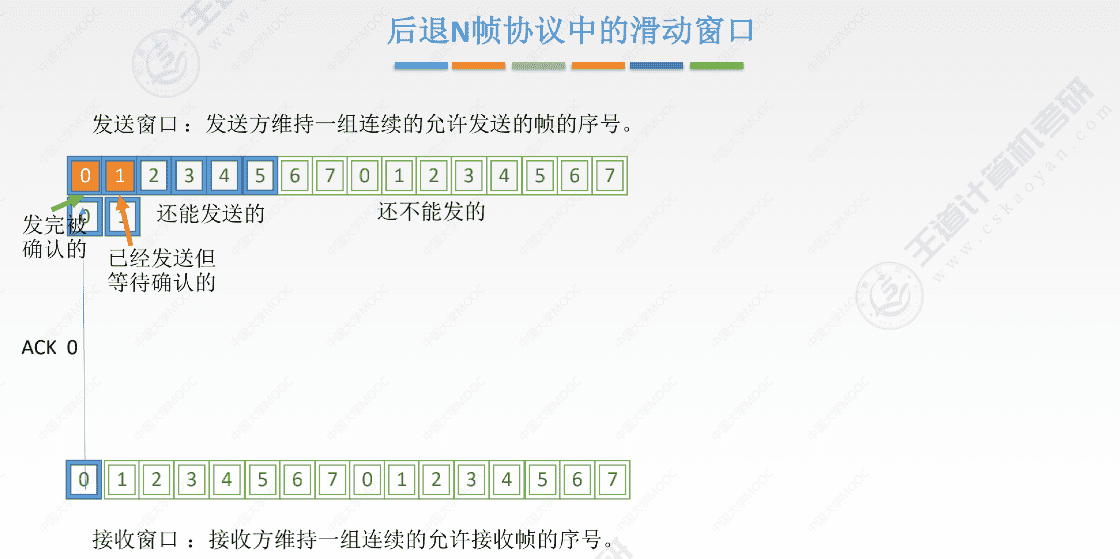 后退N帧协议中的滑动窗口
发送窗口：发送方维持一组连续的允许发送的帧的序号。
0 1 2 3 4 5 6 7 0 1 2 3 4 5 6 7
0 1
还能发送的
还不能发的
发完被
确认的
已经发送但
等待确认的
ACK 0
0 1 2 3 4 5 6 7 0 1 2 3 4 5 6 7
接收窗口：接收方维持一组连续的允许接收帧的序号。
王道计算机考研
www.cskaoyan.com
中国大学MOOC